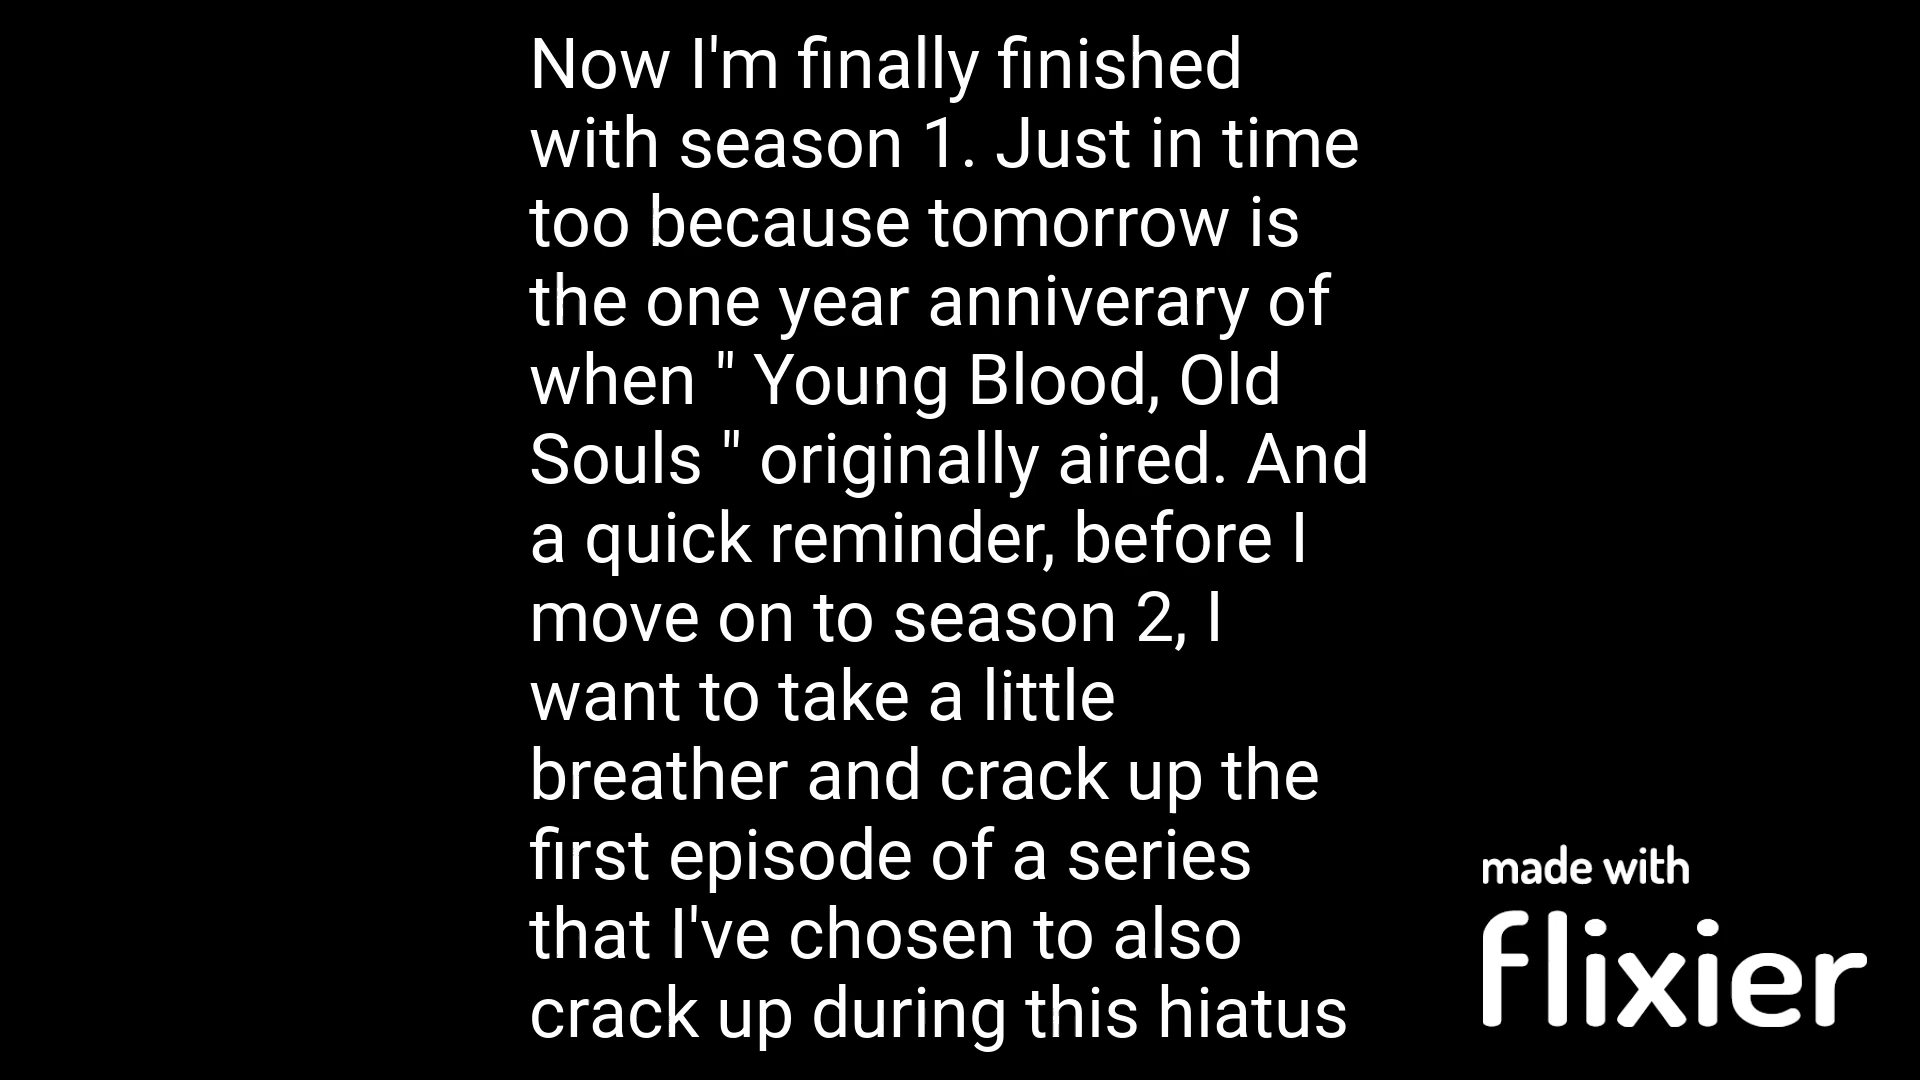 Now I'm finally finished
with season 1. Just in time
too because tomorrow is
the one year anniverary of
when " Young Blood, Old
Souls " originally aired. And
a quick reminder, before I
move on to season 2, I
want to take a little
breather and crack up the
first episode of a series
that I've chosen to also
crack up during this hiatus
made with
flixier